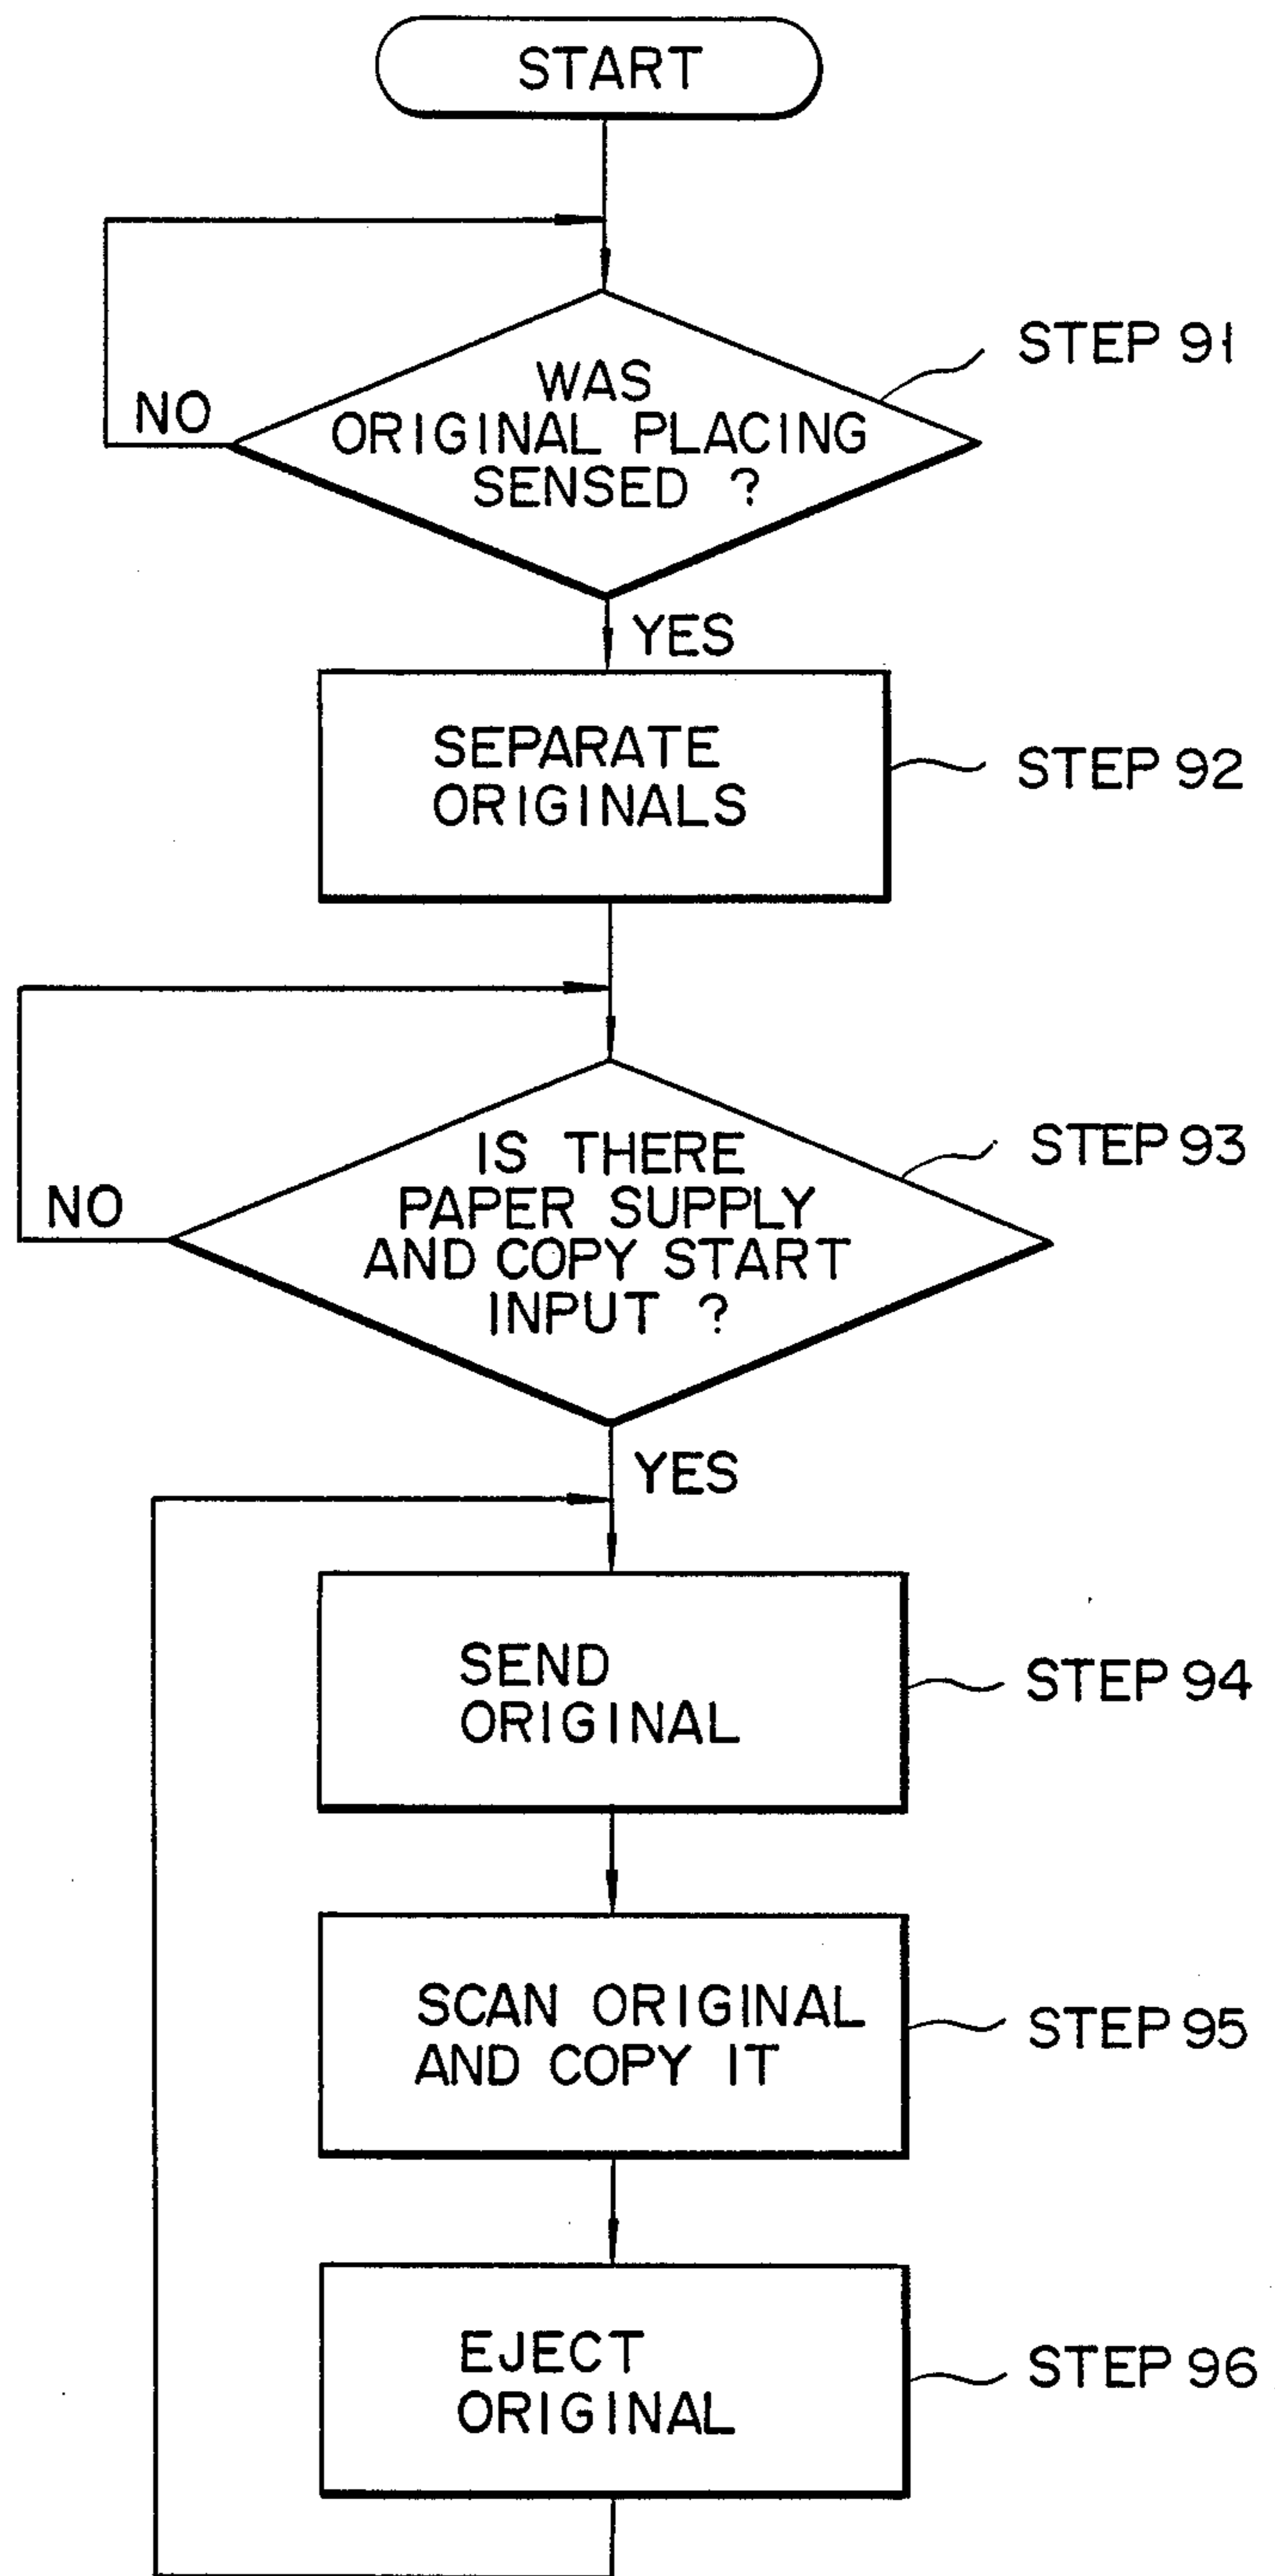 START
STEP 91
WAS
ORIGINAL PLACING
SENSED ?
NO
YES
SEPARATE
ORIGINALS
STEP 92
STEP 93
IS THERE
PAPER SUPPLY
AND COPY START
INPUT ?
NO
YES
SEND
ORIGINAL
STEP 94
SCAN ORIGINAL
AND COPY IT
STEP 95
EJECT
ORIGINAL
STEP 96